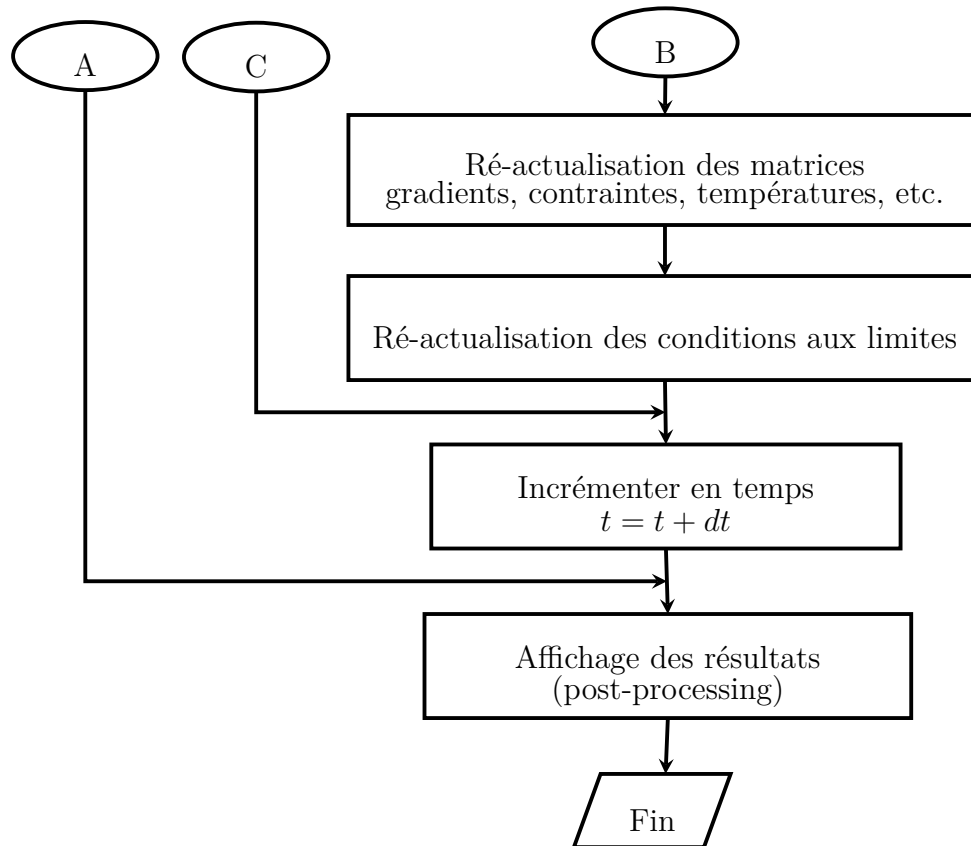 A
C
B
Ré-actualisation des matrices
gradients, contraintes, températures, etc.
Ré-actualisation des conditions aux limites
Incrémenter en temps
t = t + dt
Affichage des résultats
(post-processing)
Fin